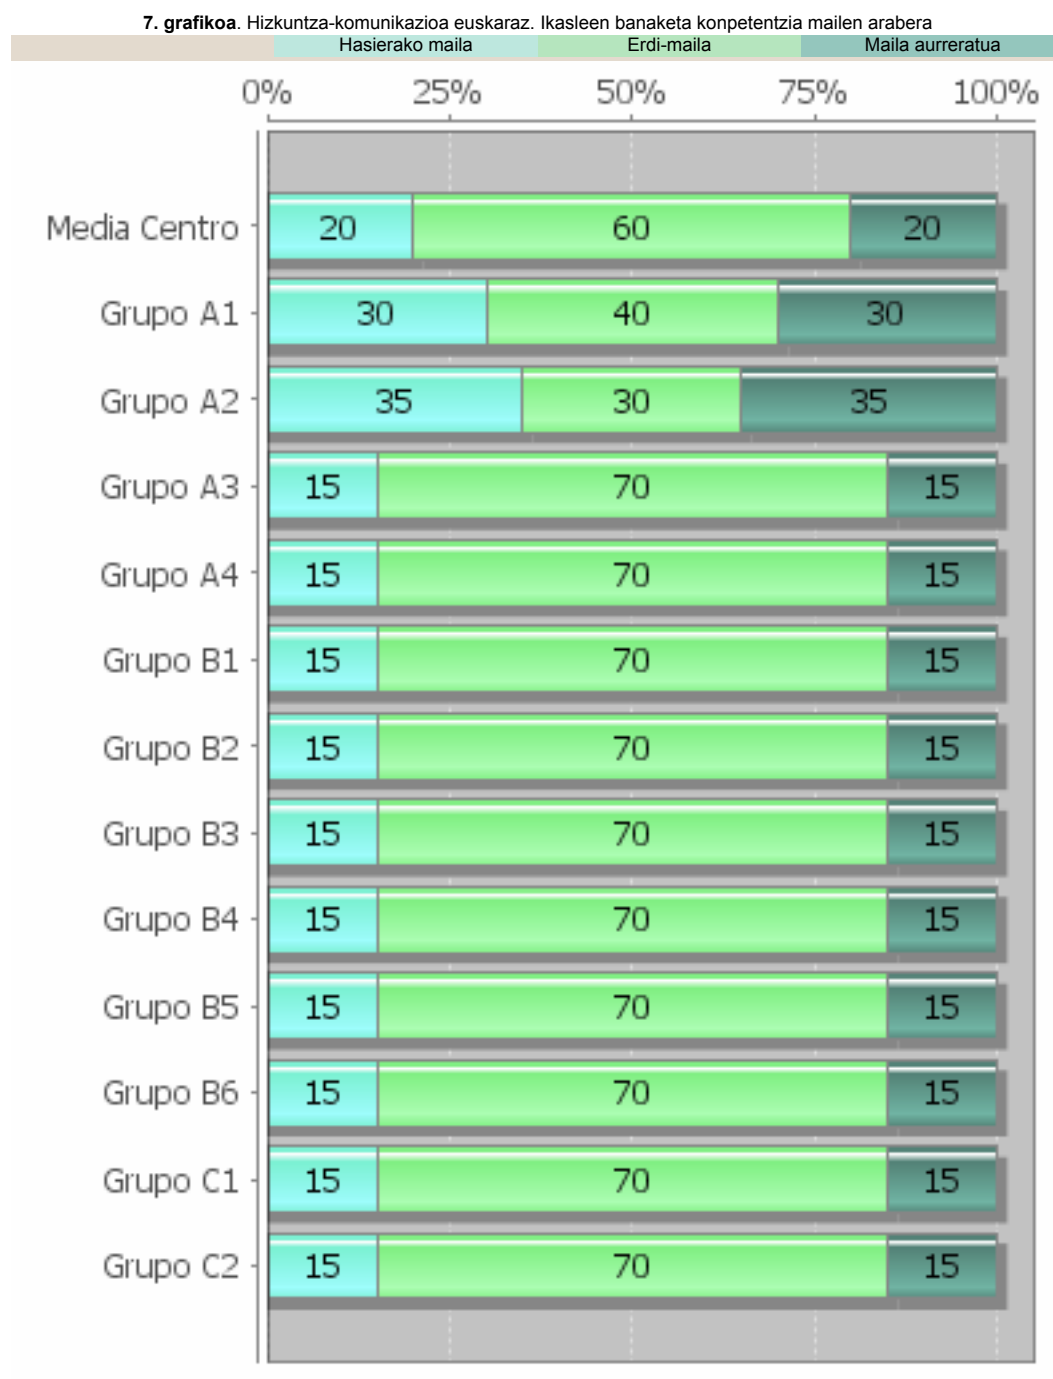 7. grafikoa. Hizkuntza-komunikazioa euskaraz. Ikasleen banaketa konpetentzia mailen arabera
Hasierako maila Erdi-maila Maila aurreratua
0% 25% 50% 75% 100%
Media Centro 20 60 20
Grupo A1 30 40 30
Grupo A2 35 30 35
Grupo A3 15 70 15
Grupo A4 15 70 15
Grupo B1 15 70 15
Grupo B2 15 70 15
Grupo B3 15 70 15
Grupo B4 15 70 15
Grupo B5 15 70 15
Grupo B6 15 70 15
Grupo C1 15 70 15
Grupo C2 15 70 15